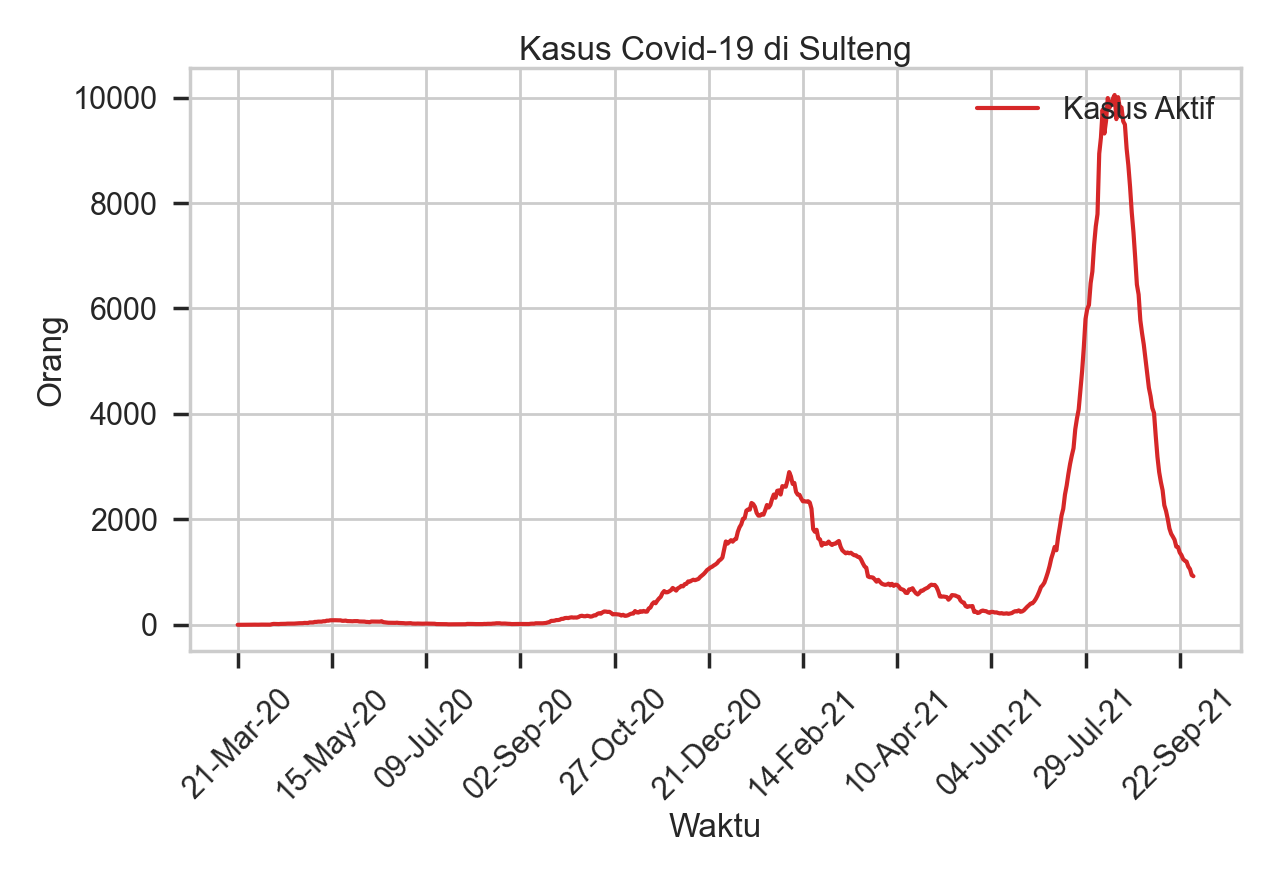 Kasus Covid-19 di Sulteng
Kasus Aktif
10000
8000
6000
4000
2000
0
Orang
21-Mar-20
15-May-20
09-Jul-20
02-Sep-20
27-Oct-20
21-Dec-20
14-Feb-21
10-Apr-21
04-Jun-21
29-Jul-21
22-Sep-21
Waktu